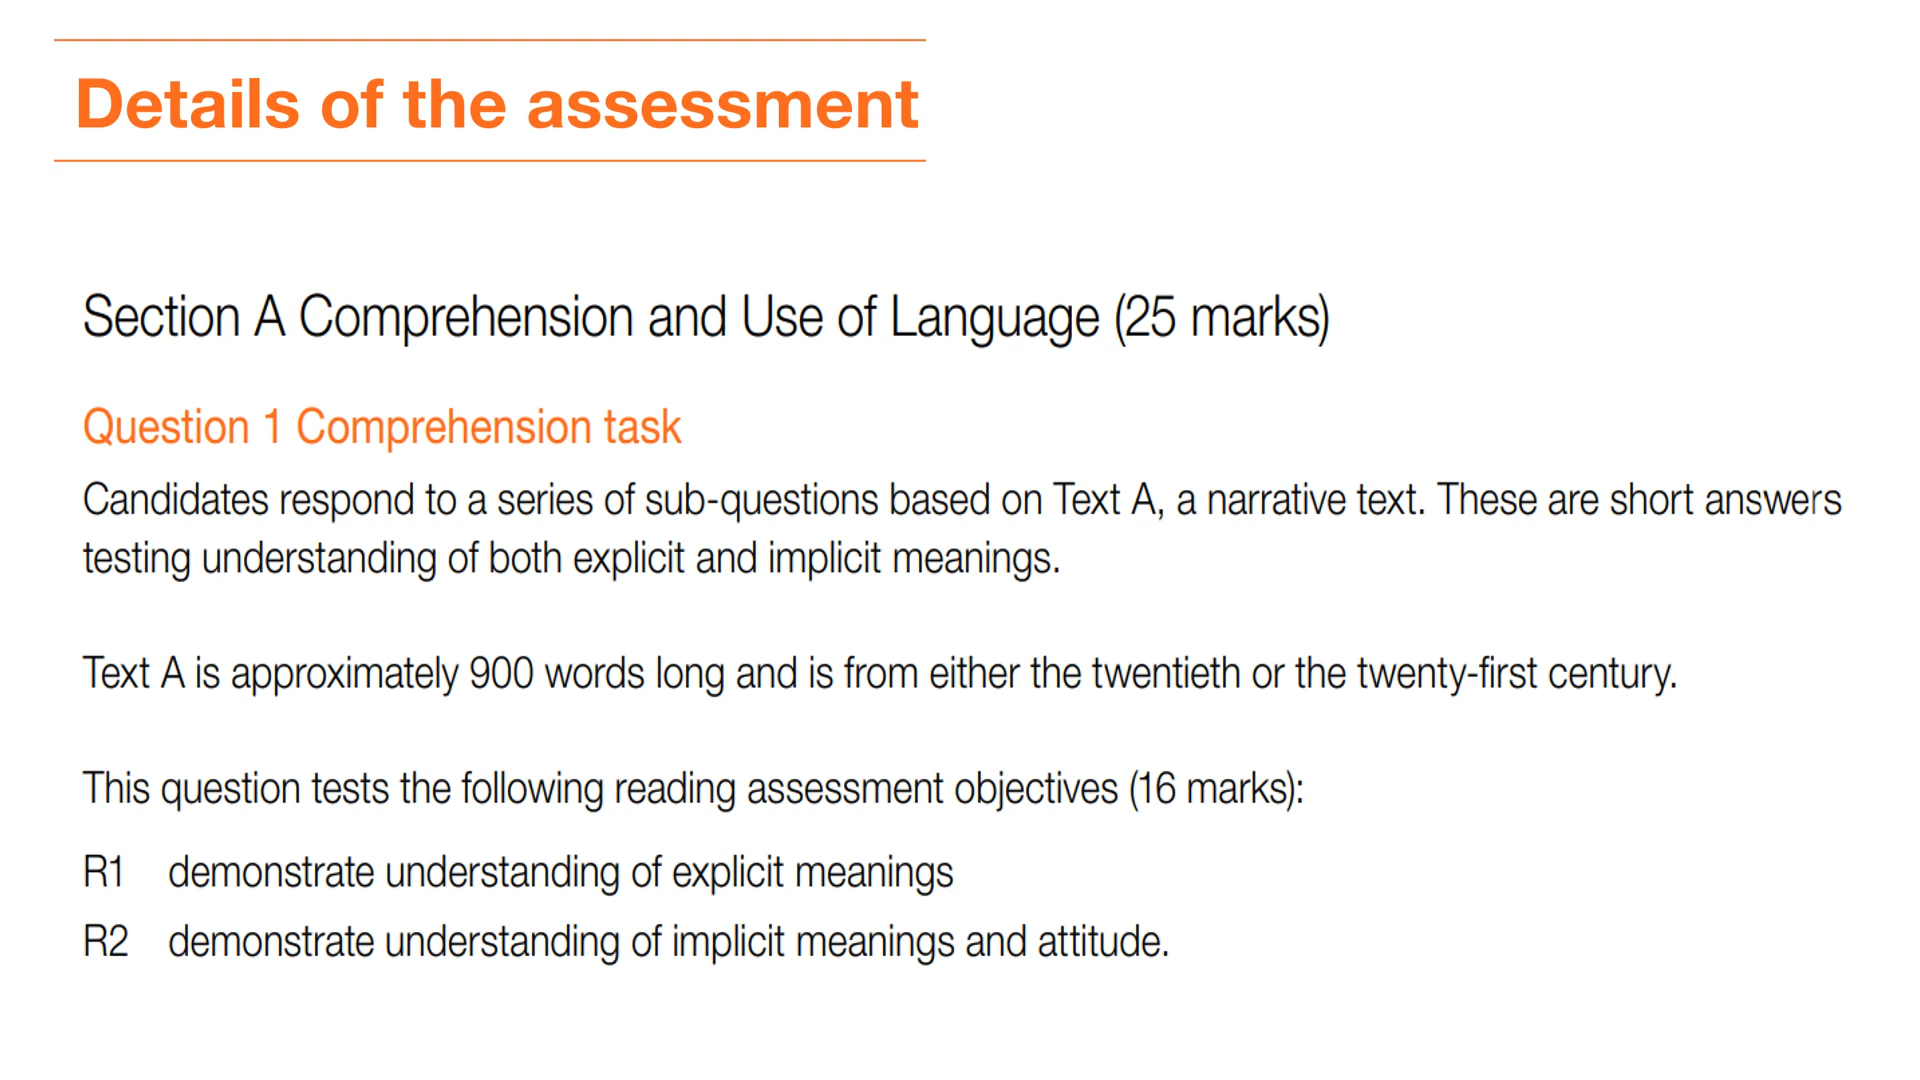 Details of the assessment
Section A Comprehension and Use of Language (25 marks)
Question 1 Comprehension task
Candidates respond to a series of sub-questions based on Text A, a narrative text. These are short answers
testing understanding of both explicit and implicit meanings.
Text A is approximately 900 words long and is from either the twentieth or the twenty-first century.
This question tests the following reading assessment objectives (16 marks):
R1 demonstrate understanding of explicit meanings
R2 demonstrate understanding of implicit meanings and attitude.